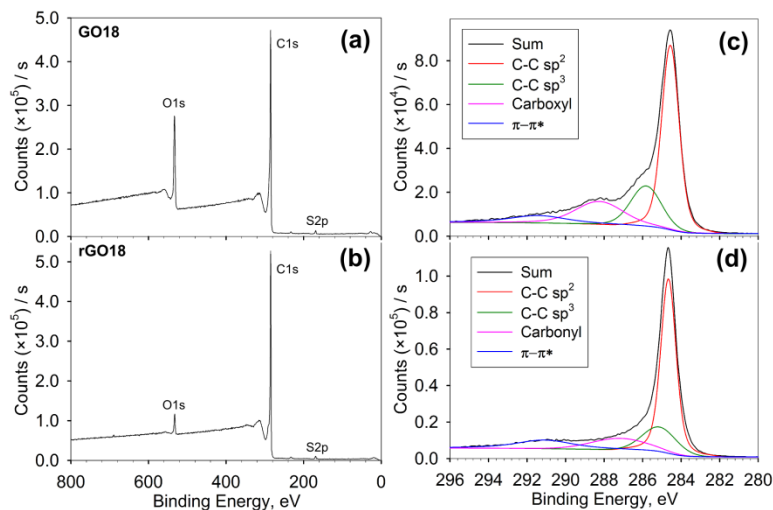 GO18
(a)
Counts (×10⁵) / s
5.0
4.0
3.0
2.0
1.0
0.0
O1s
C1s
S2p
rGO18
(b)
Counts (×10⁵) / s
5.0
4.0
3.0
2.0
1.0
0.0
O1s
C1s
S2p
800 600 400 200 0
Binding Energy, eV
(c)
Counts (×10⁴) / s
8.0
6.0
4.0
2.0
0.0
Sum
C-C sp²
C-C sp³
Carboxyl
π−π*
(d)
Counts (×10⁵) / s
1.0
0.8
0.6
0.4
0.2
0.0
Sum
C-C sp²
C-C sp³
Carbonyl
π−π*
296 294 292 290 288 286 284 282 280
Binding Energy, eV